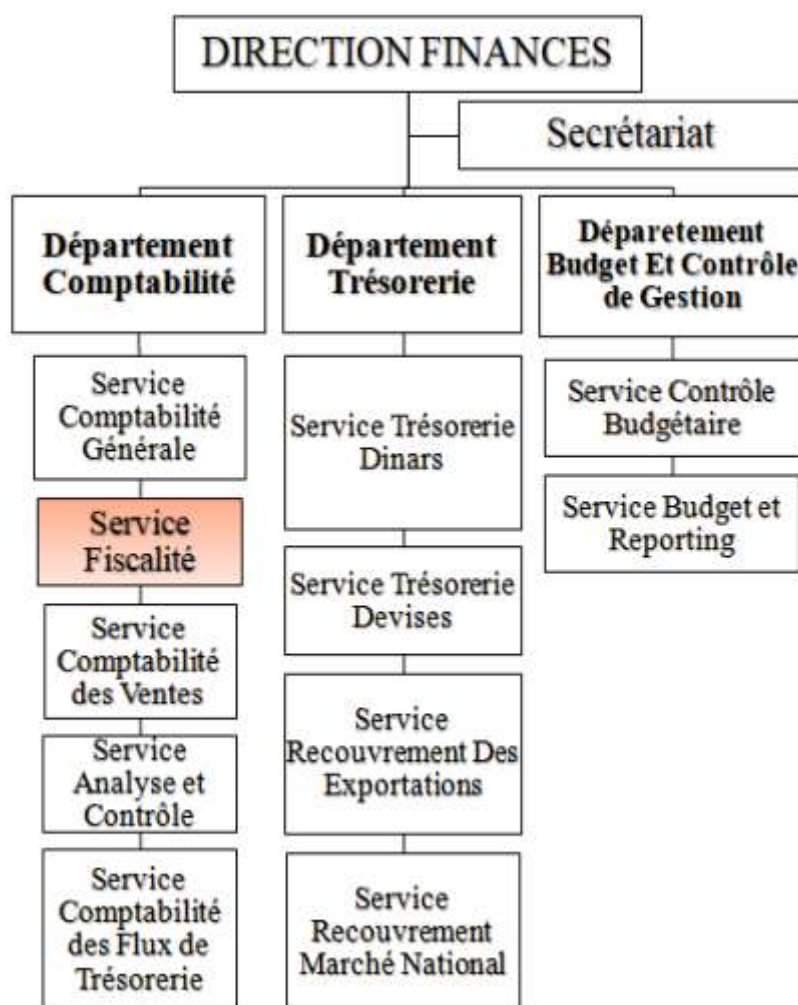 DIRECTION FINANCES
Secrétariat
Département
Comptabilité
Service
Comptabilité
Générale
Service
Fiscalité
Service
Comptabilité
des Ventes
Service
Analyse et
Contrôle
Service
Comptabilité
des Flux de
Trésorerie
Département
Trésorerie
Service Trésorerie
Dinars
Service Trésorerie
Devises
Service
Recouvrement Des
Exportations
Service
Recouvrement
Marché National
Déparetement
Budget Et Contrôle
de Gestion
Service Contrôle
Budgétaire
Service Budget et
Reporting